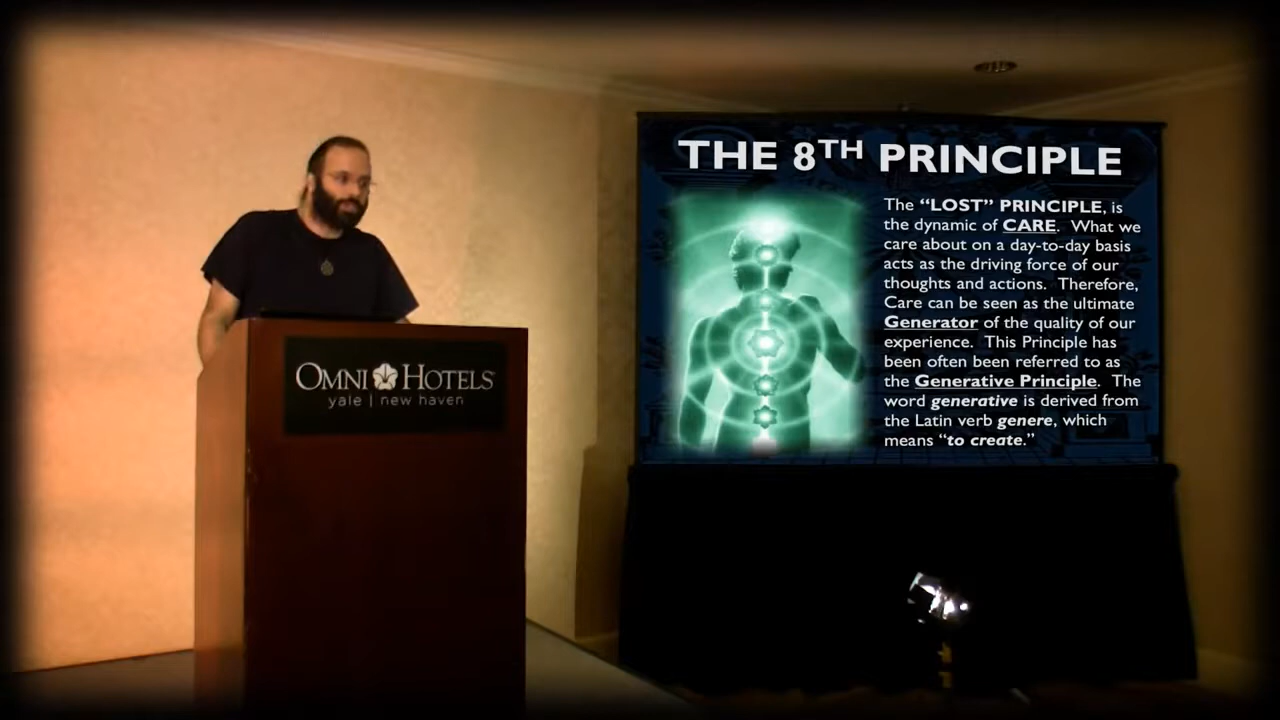 OMNI HOTELS
yale | new haven
THE 8TH PRINCIPLE
The “LOST” PRINCIPLE, is
the dynamic of CARE. What we
care about on a day-to-day basis
acts as the driving force of our
thoughts and actions. Therefore,
Care can be seen as the ultimate
Generator of the quality of our
experience. This Principle has
been often been referred to as
the Generative Principle. The
word generative is derived from
the Latin verb genere, which
means “to create.”